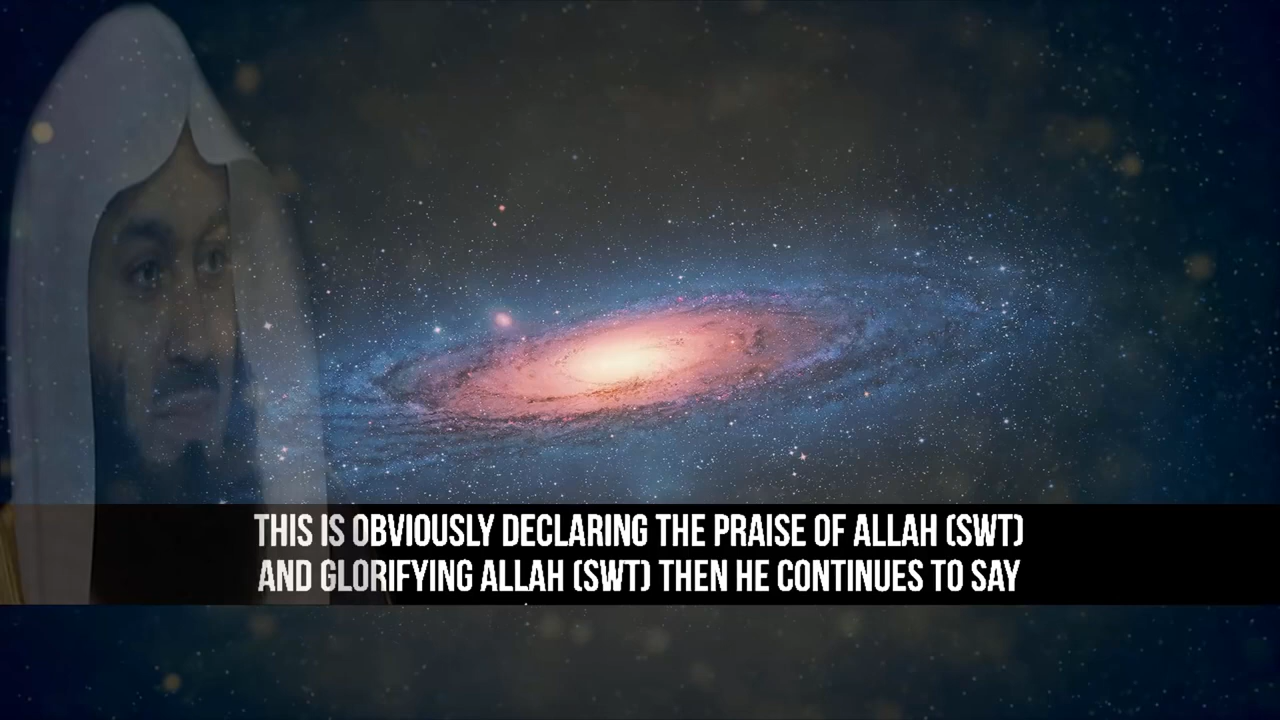 THIS IS OBVIOUSLY DECLARING THE PRAISE OF ALLAH (SWT)
AND GLORIFYING ALLAH (SWT) THEN HE CONTINUES TO SAY